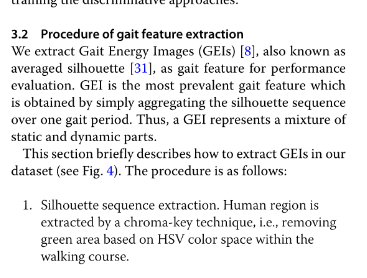 training the discriminative approaches.
3.2 Procedure of gait feature extraction
We extract Gait Energy Images (GEIs) [8], also known as
averaged silhouette [31], as gait feature for performance
evaluation. GEI is the most prevalent gait feature which
is obtained by simply aggregating the silhouette sequence
over one gait period. Thus, a GEI represents a mixture of
static and dynamic parts.
This section briefly describes how to extract GEIs in our
dataset (see Fig. 4). The procedure is as follows:
1. Silhouette sequence extraction. Human region is
extracted by a chroma-key technique, i.e., removing
green area based on HSV color space within the
walking course.